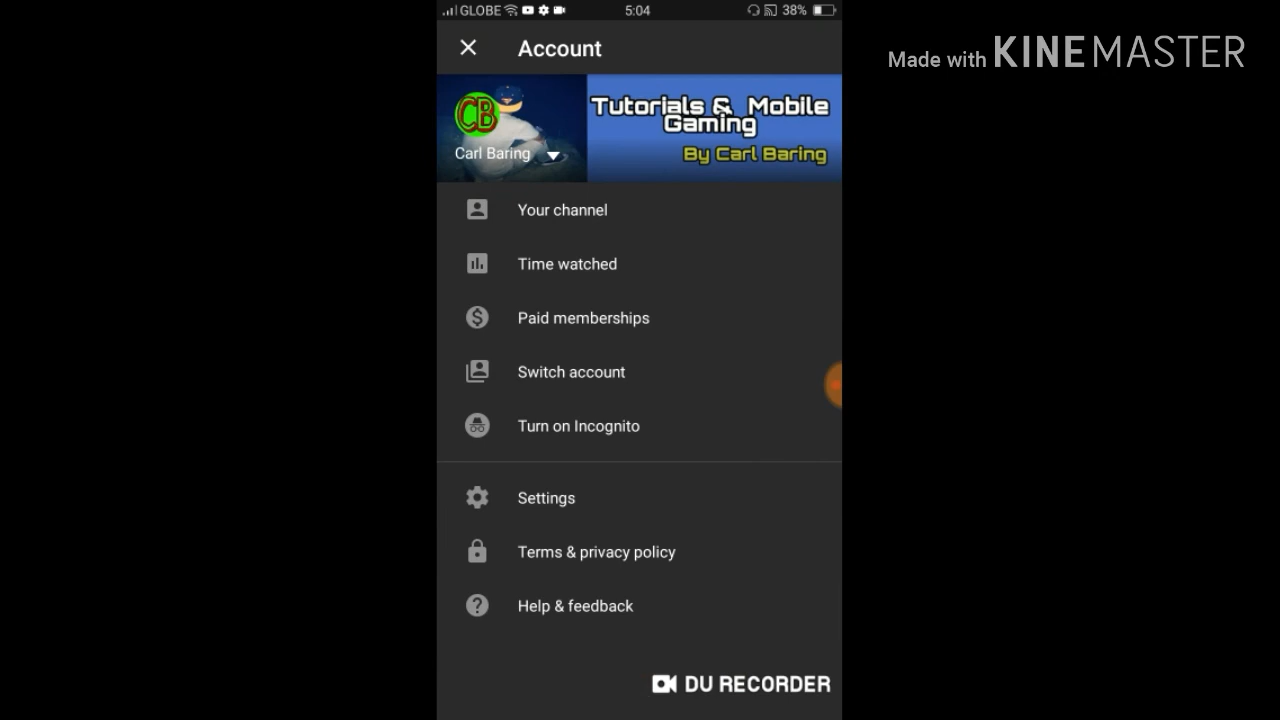 GLOBE 5:04 38%
Made with KINEMASTER
Account
CB
Carl Baring
Tutorials & Mobile
Gaming
By Carl Baring
Your channel
Time watched
Paid memberships
Switch account
Turn on Incognito
Settings
Terms & privacy policy
Help & feedback
DU RECORDER